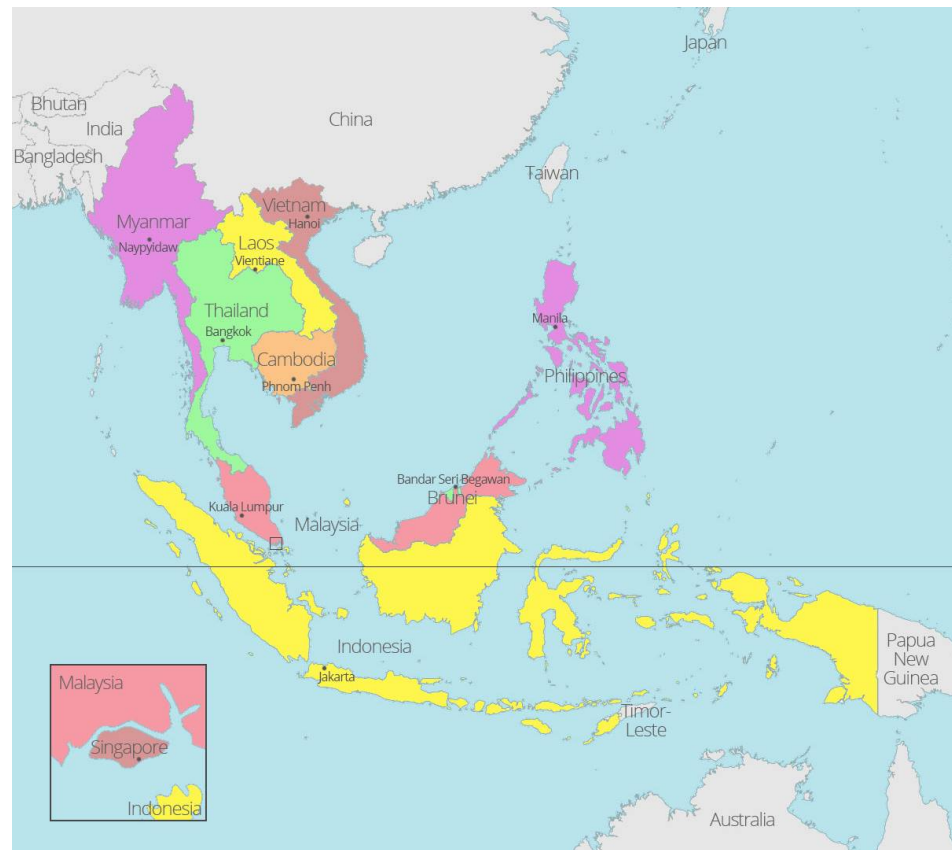 Japan
Bhutan
India
China
Bangladesh
Taiwan
Vietnam
Hanoi
Myanmar
Naypyidaw
Laos
Vientiane
Thailand
Bangkok
Manila
Cambodia
Phnom Penh
Philippines
Bandar Seri Begawan
Brunei
Kuala Lumpur
Malaysia
Indonesia
Jakarta
Papua
New
Guinea
Timor-
Leste
Malaysia
Singapore
Indonesia
Australia